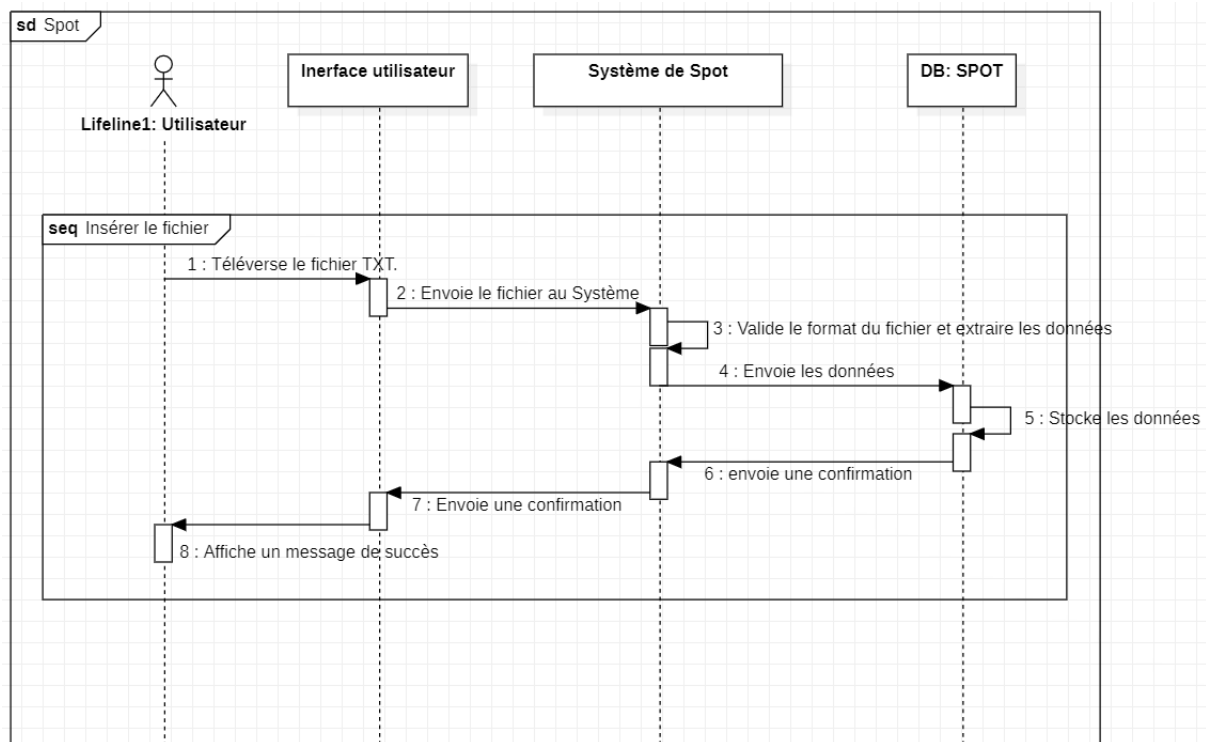 sd Spot
Inerface utilisateur
Système de Spot
DB: SPOT
Lifeline1: Utilisateur
seq Insérer le fichier
1 : Téléverse le fichier TXT.
2 : Envoie le fichier au Système
3 : Valide le format du fichier et extraire les données
4 : Envoie les données
5 : Stocke les données
6 : envoie une confirmation
7 : Envoie une confirmation
8 : Affiche un message de succès